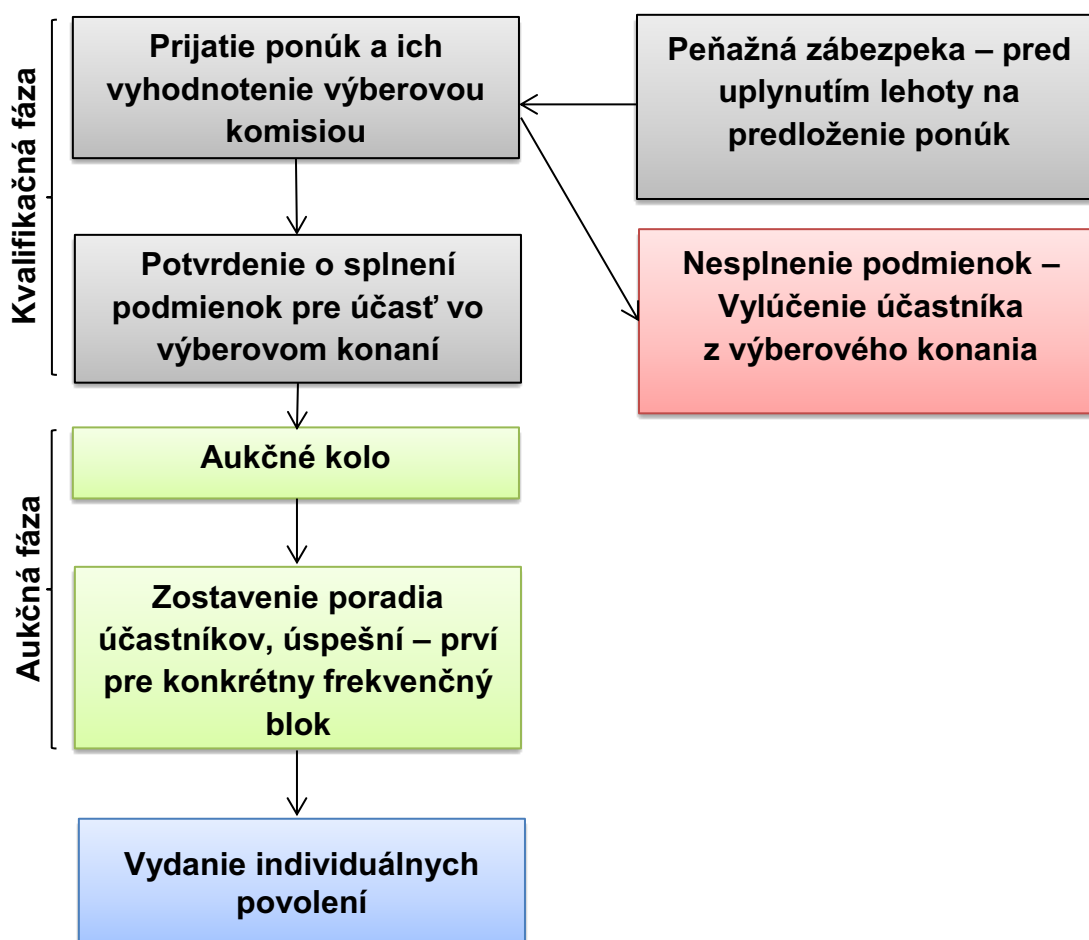 Kvalifikačná fáza
Prijatie ponúk a ich
vyhodnotenie výberovou
komisiou
Peňažná zábezpeka – pred
uplynutím lehoty na
predloženie ponúk
Potvrdenie o splnení
podmienok pre účasť vo
výberovom konaní
Nesplnenie podmienok –
Vylúčenie účastníka
z výberového konania
Aukčná fáza
Aukčné kolo
Zostavenie poradia
účastníkov, úspešní – prví
pre konkrétny frekvenčný
blok
Vydanie individuálnych
povolení